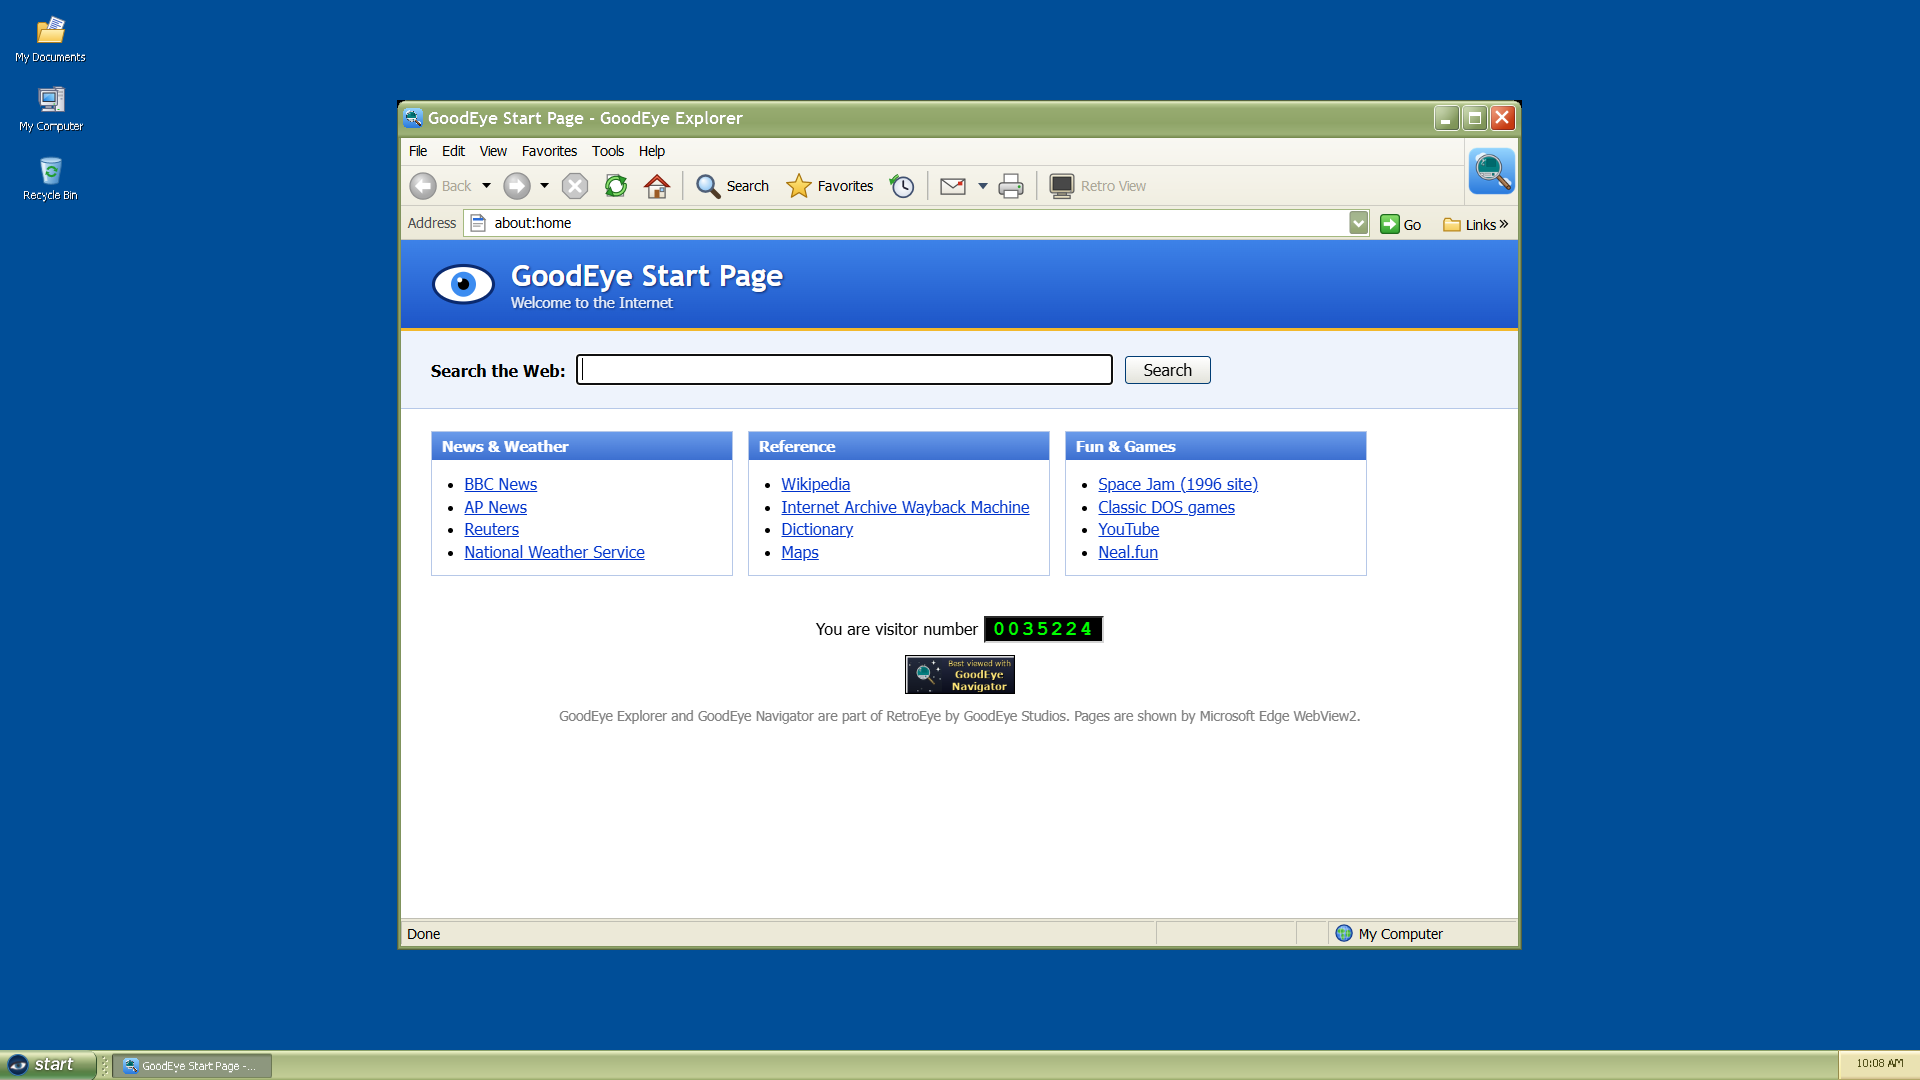 My Documents
My Computer
Recycle Bin
GoodEye Start Page - GoodEye Explorer
File Edit View Favorites Tools Help
Back Search Favorites Retro View
Address about:home Go Links »
GoodEye Start Page
Welcome to the Internet
Search the Web: Search
News & Weather
BBC News
AP News
Reuters
National Weather Service
Reference
Wikipedia
Internet Archive Wayback Machine
Dictionary
Maps
Fun & Games
Space Jam (1996 site)
Classic DOS games
YouTube
Neal.fun
You are visitor number 0035224
Best viewed with
GoodEye
Navigator
GoodEye Explorer and GoodEye Navigator are part of RetroEye by GoodEye Studios. Pages are shown by Microsoft Edge WebView2.
Done My Computer
start GoodEye Start Page -... 10:08 AM